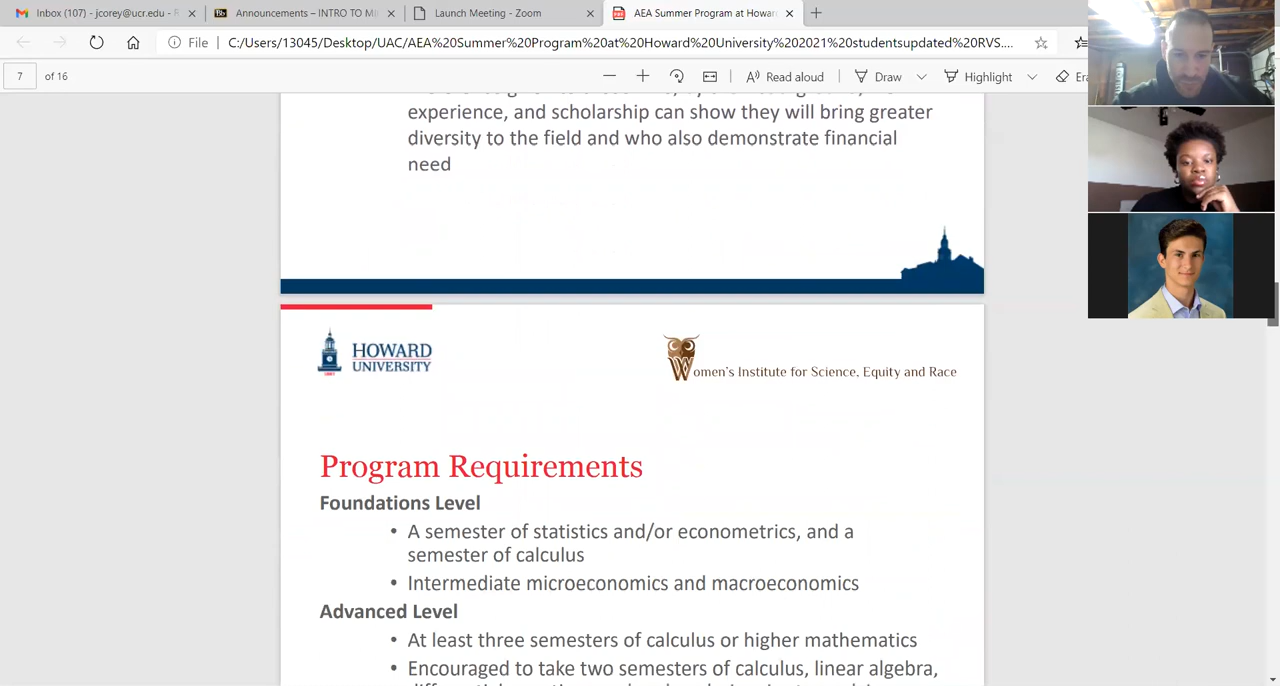 Inbox (107) - jcorey@ucr.edu -
Announcements – INTRO TO MI
Launch Meeting - Zoom
AEA Summer Program at Howar
File
C:/Users/13045/Desktop/UAC/AEA%20Summer%20Program%20at%20Howard%20University%202021%20studentsupdated%20RVS....
7 of 16
Read aloud
Draw
Highlight
Era
experience, and scholarship can show they will bring greater
diversity to the field and who also demonstrate financial
need
HOWARD
UNIVERSITY
Women's Institute for Science, Equity and Race
Program Requirements
Foundations Level
• A semester of statistics and/or econometrics, and a
semester of calculus
• Intermediate microeconomics and macroeconomics
Advanced Level
• At least three semesters of calculus or higher mathematics
• Encouraged to take two semesters of calculus, linear algebra,